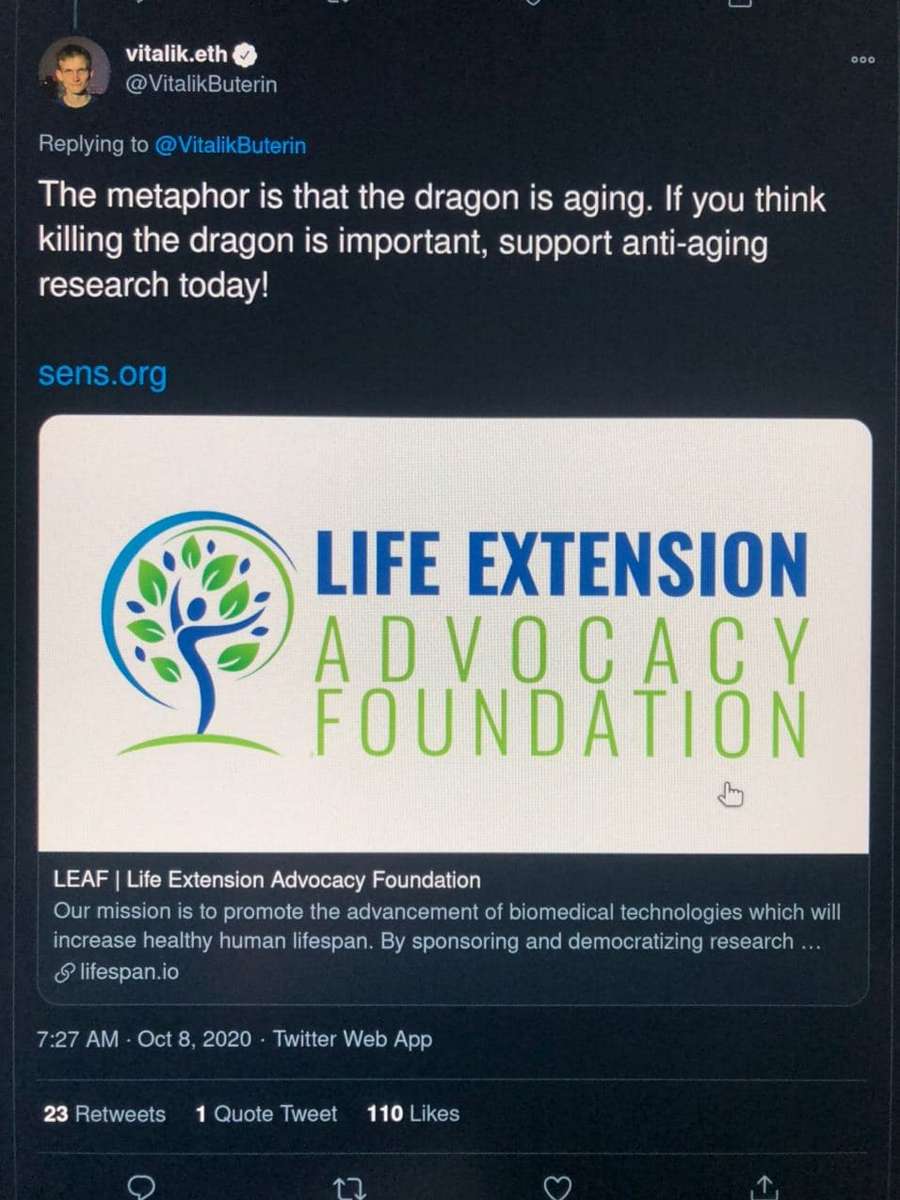 vitalik.eth
@VitalikButerin
Replying to @VitalikButerin
The metaphor is that the dragon is aging. If you think
killing the dragon is important, support anti-aging
research today!
sens.org
LIFE EXTENSION
ADVOCACY
FOUNDATION
LEAF | Life Extension Advocacy Foundation
Our mission is to promote the advancement of biomedical technologies which will
increase healthy human lifespan. By sponsoring and democratizing research ...
lifespan.io
7:27 AM · Oct 8, 2020 · Twitter Web App
23 Retweets 1 Quote Tweet 110 Likes